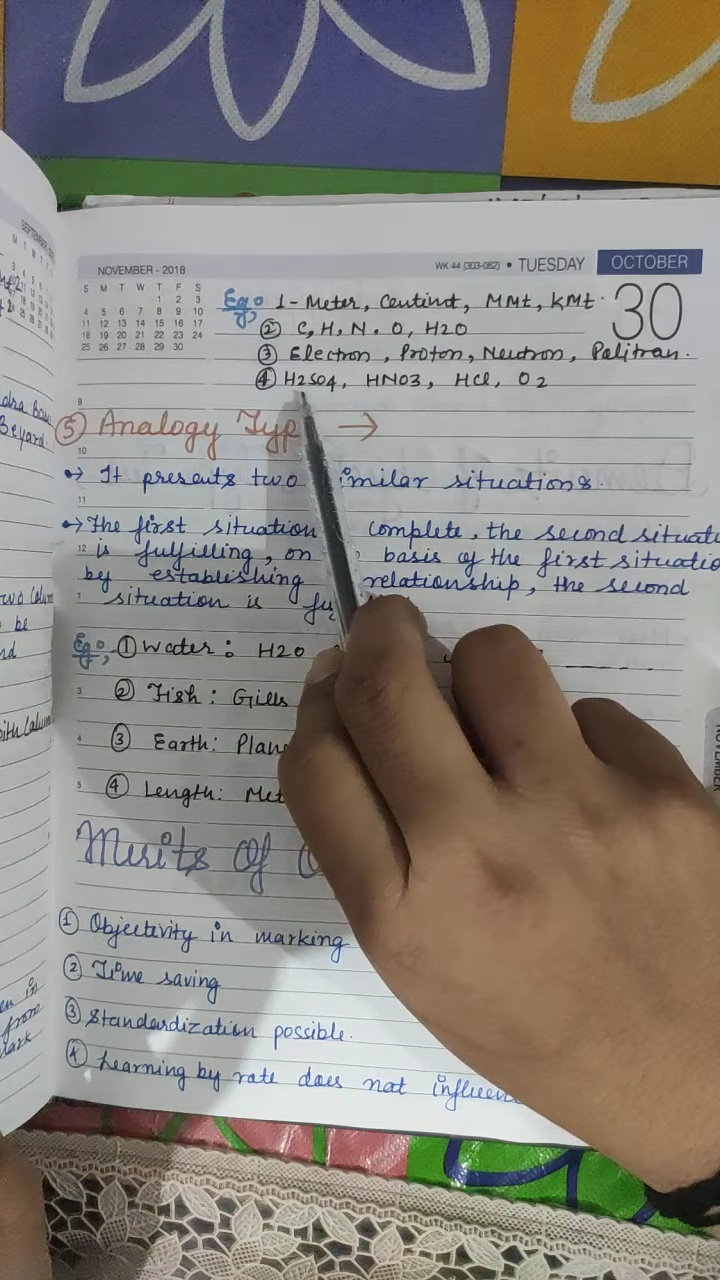 NOVEMBER - 2018
S M T W T F S
1 2 3
4 5 6 7 8 9 10
11 12 13 14 15 16 17
18 19 20 21 22 23 24
25 26 27 28 29 30
WK 44 (303-062) • TUESDAY OCTOBER
30
Eg; 1- Meter, Centimt, MMt, KMt.
② C, H, N. O, H2O
③ Electron, Proton, Neutron, Politran.
④ H2SO4, HNO3, HCl, O2
⑤ Analogy Typ →
It presents two imilar situations.
The first situation complete, the second situati
is fulfilling, on basis of the first situatio
by establishing relationship, the second
situation is fu
Eg; ① Water: H2O
② Fish: Gills
③ Earth: Plane
④ Length: Met
Merits Of O
① Objectivity in marking
② Time saving
③ Standardization possible.
④ Learning by rate does not influen